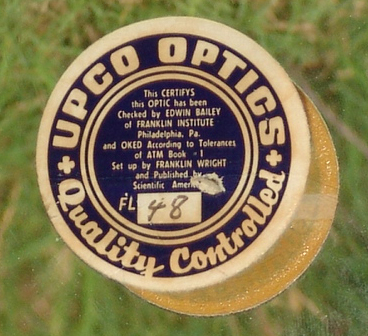 UPCO OPTICS
This CERTIFYS
this OPTIC has been
Checked by EDWIN BAILEY
of FRANKLIN INSTITUTE
Philadelphia, Pa.
and OKED According to Tolerances
of ATM Book - 1
Set up by FRANKLIN WRIGHT
and Published by
Scientific
FL 48
Quality Controlled